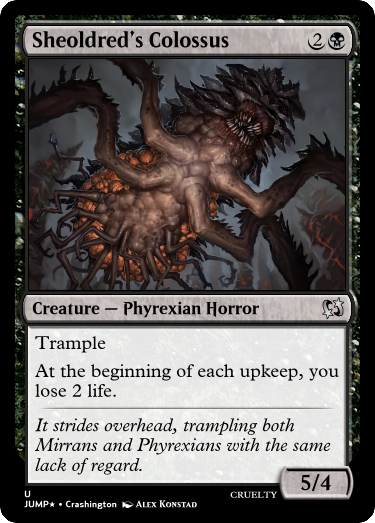 Sheoldred's Colossus 2
Creature — Phyrexian Horror
Trample
At the beginning of each upkeep, you
lose 2 life.
It strides overhead, trampling both
Mirrans and Phyrexians with the same
lack of regard.
5/4
U
CRUELTY
JUMP★ • Crashington Alex Konstad